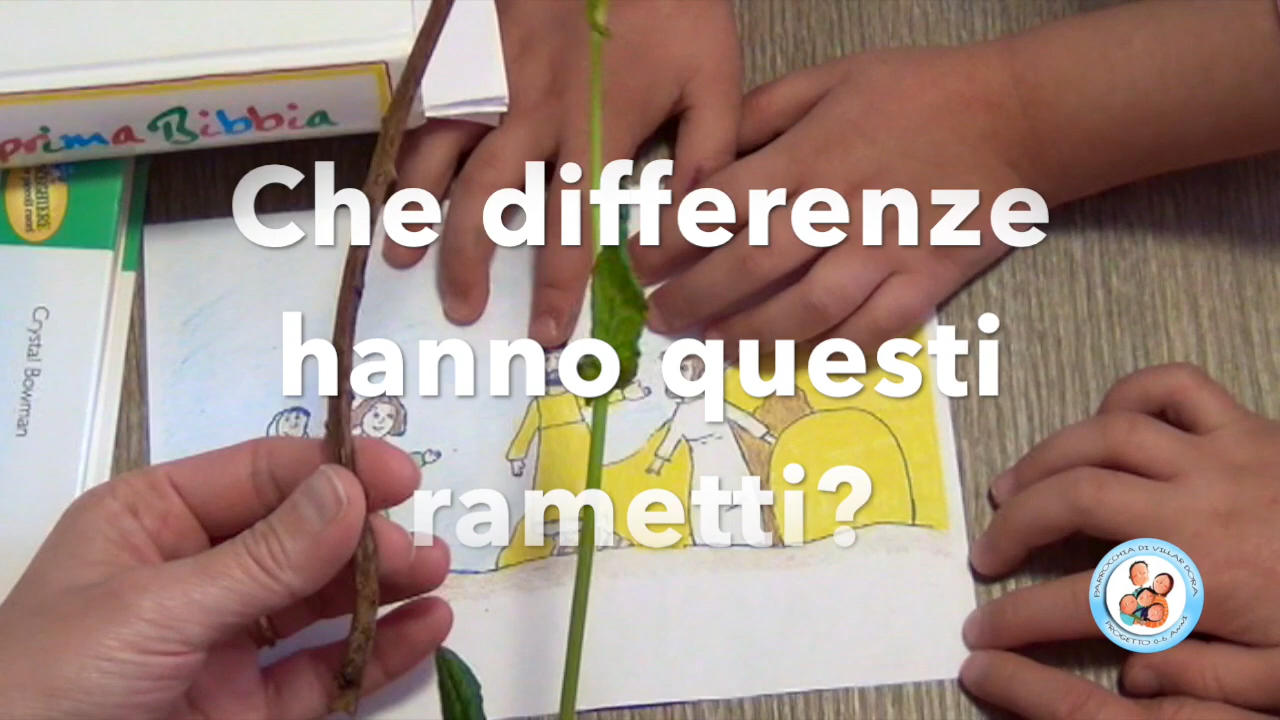 prima Bibbia
Crystal Bowman
Che differenze
hanno questi
rametti?
PARROCCHIA DI VILLAR DORA
PROGETTO 0-6 ANNI